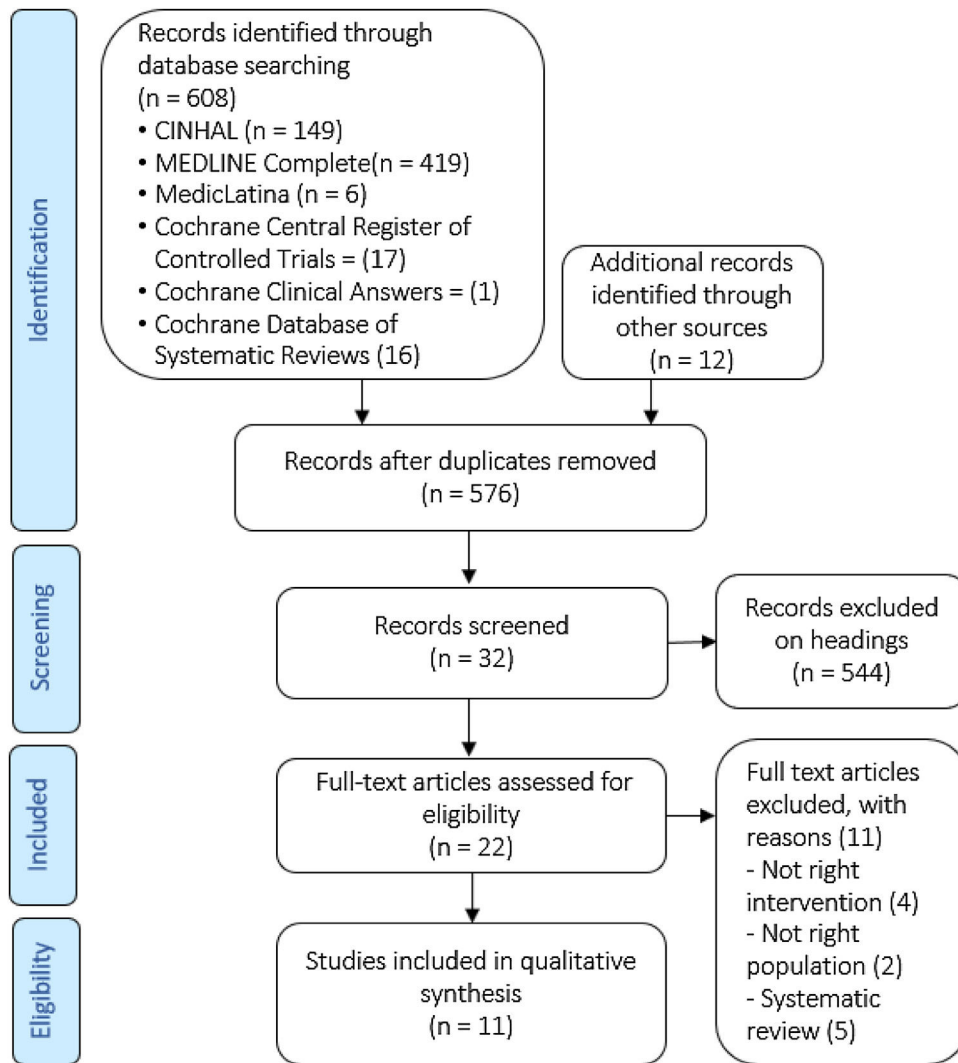 Identification
Records identified through
database searching
(n = 608)
• CINHAL (n = 149)
• MEDLINE Complete(n = 419)
• MedicLatina (n = 6)
• Cochrane Central Register of
Controlled Trials = (17)
• Cochrane Clinical Answers = (1)
• Cochrane Database of
Systematic Reviews (16)
Additional records
identified through
other sources
(n = 12)
Records after duplicates removed
(n = 576)
Screening
Records screened
(n = 32)
Records excluded
on headings
(n = 544)
Included
Full-text articles assessed for
eligibility
(n = 22)
Full text articles
excluded, with
reasons (11)
- Not right
intervention (4)
- Not right
population (2)
- Systematic
review (5)
Eligibility
Studies included in qualitative
synthesis
(n = 11)